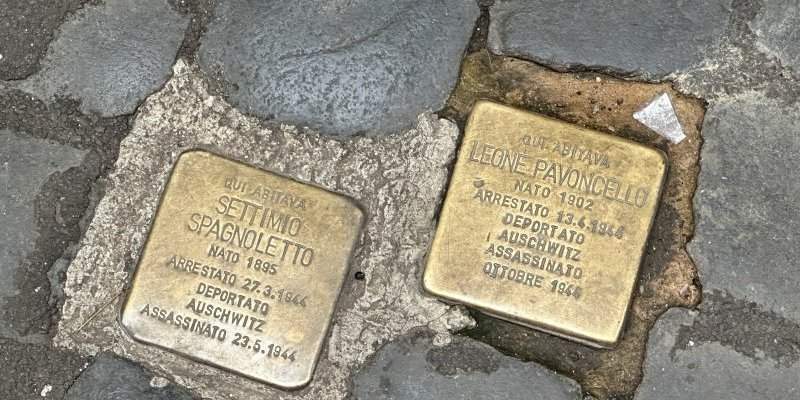 QUI ABITAVA
SETTIMIO
SPAGNOLETTO
NATO 1895
ARRESTATO 27.3.1944
DEPORTATO
AUSCHWITZ
ASSASSINATO 23.5.1944
QUI ABITAVA
LEONE PAVONCELLO
NATO 1902
ARRESTATO 13.4.1944
DEPORTATO
AUSCHWITZ
ASSASSINATO
OTTOBRE